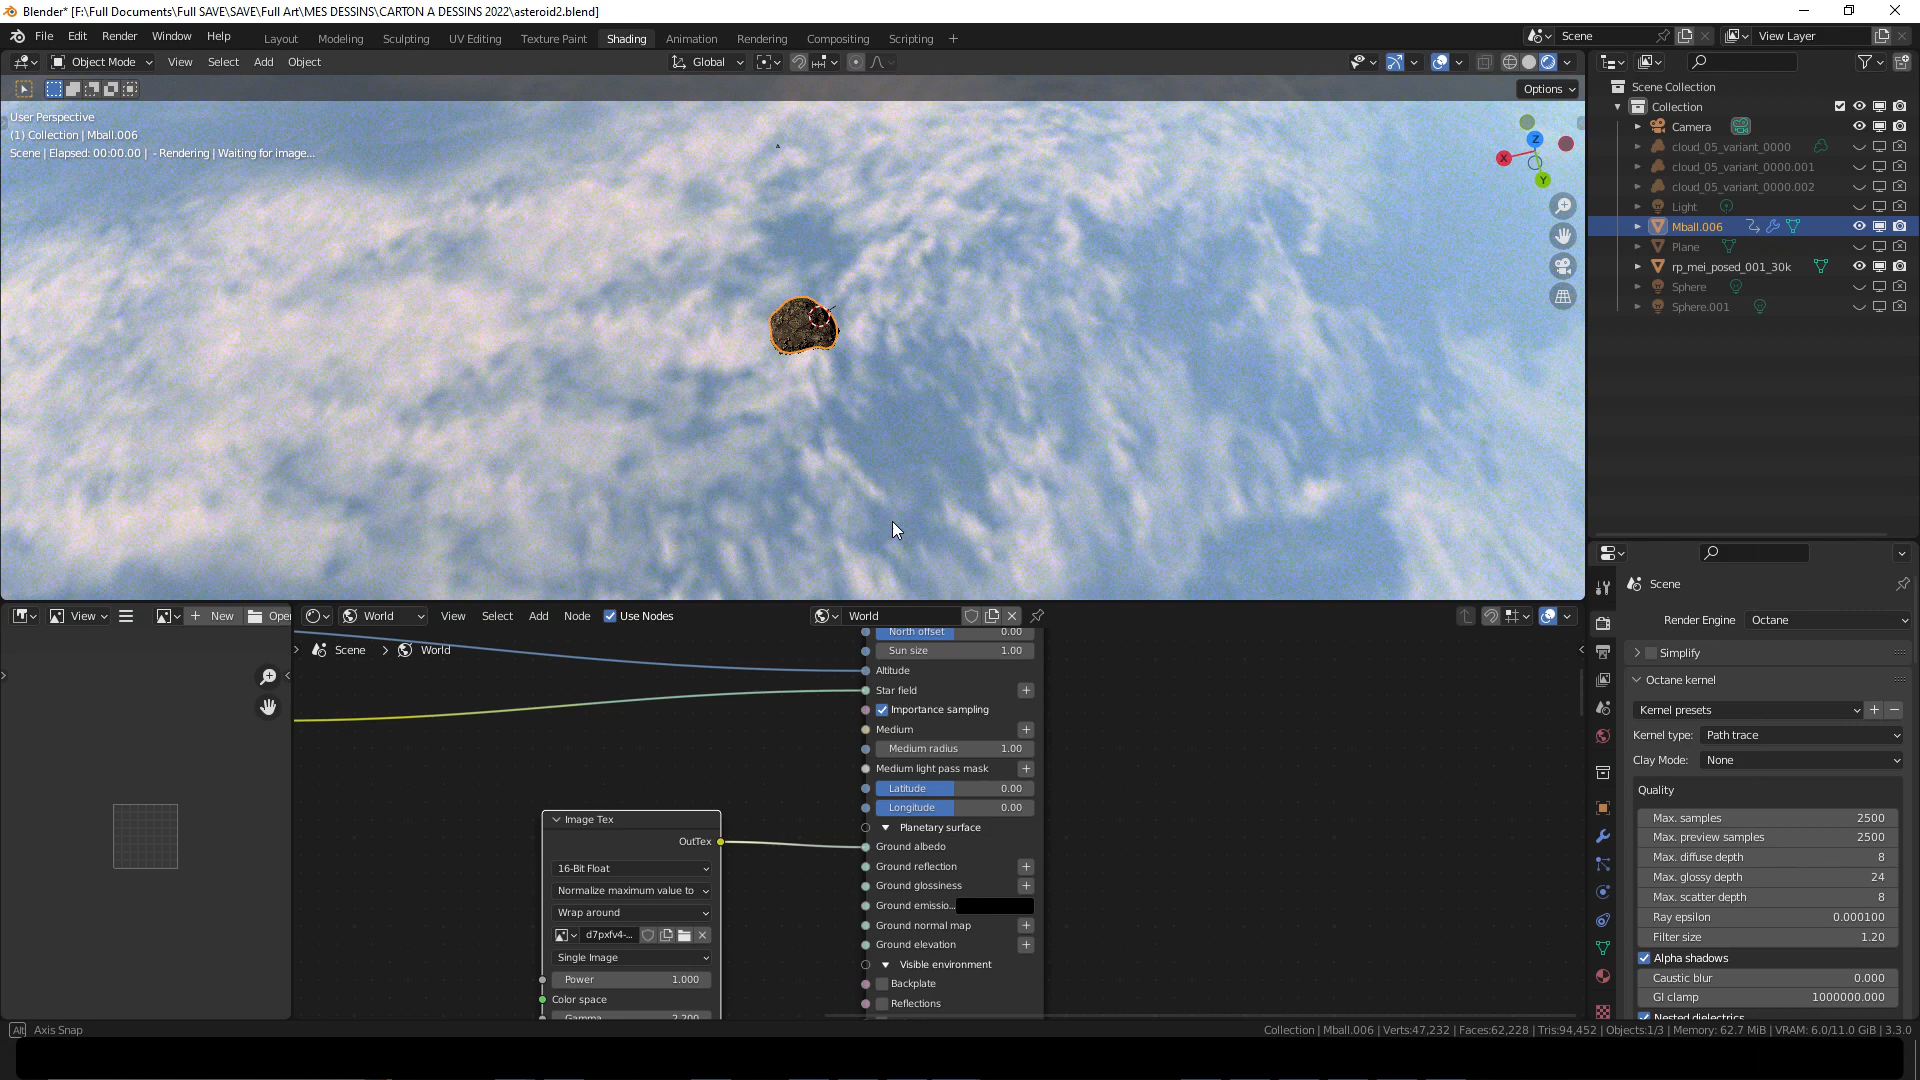 Blender* [F:\Full Documents\Full SAVE\SAVE\Full Art\MES DESSINS\CARTON A DESSINS 2022\asteroid2.blend]
File Edit Render Window Help Layout Modeling Sculpting UV Editing Texture Paint Shading Animation Rendering Compositing Scripting + Scene View Layer
Object Mode View Select Add Object Global
Options
User Perspective
(1) Collection | Mball.006
Scene | Elapsed: 00:00.00 | - Rendering | Waiting for image...
X
Y
Z
Scene Collection
Collection
Camera
cloud_05_variant_0000
cloud_05_variant_0000.001
cloud_05_variant_0000.002
Light
Mball.006
Plane
rp_mei_posed_001_30k
Sphere
Sphere.001
View New Open
World View Select Add Node Use Nodes World
Scene > World
North offset 0.00
Sun size 1.00
Altitude
Star field
Importance sampling
Medium
Medium radius 1.00
Medium light pass mask
Latitude 0.00
Longitude 0.00
Planetary surface
Ground albedo
Ground reflection
Ground glossiness
Ground emissio...
Ground normal map
Ground elevation
Visible environment
Backplate
Reflections
Image Tex
OutTex
16-Bit Float
Normalize maximum value to
Wrap around
d7pxfv4-...
Single Image
Power 1.000
Color space
Gamma 2.200
Scene
Render Engine Octane
Simplify
Octane kernel
Kernel presets
Kernel type: Path trace
Clay Mode: None
Quality
Max. samples 2500
Max. preview samples 2500
Max. diffuse depth 8
Max. glossy depth 24
Max. scatter depth 8
Ray epsilon 0.000100
Filter size 1.20
Alpha shadows
Caustic blur 0.000
GI clamp 1000000.000
Nested dielectrics
Alt Axis Snap
Collection | Mball.006 | Verts:47,232 | Faces:62,228 | Tris:94,452 | Objects:1/3 | Memory: 62.7 MiB | VRAM: 6.0/11.0 GiB | 3.3.0